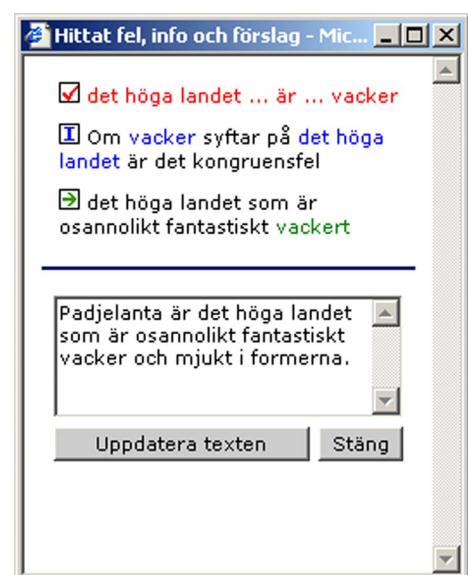 Hittat fel, info och förslag - Mic...
det höga landet ... är ... vacker
I Om vacker syftar på det höga
landet är det kongruensfel
det höga landet som är
osannolikt fantastiskt vackert
Padjelanta är det höga landet
som är osannolikt fantastiskt
vacker och mjukt i formerna.
Uppdatera texten Stäng